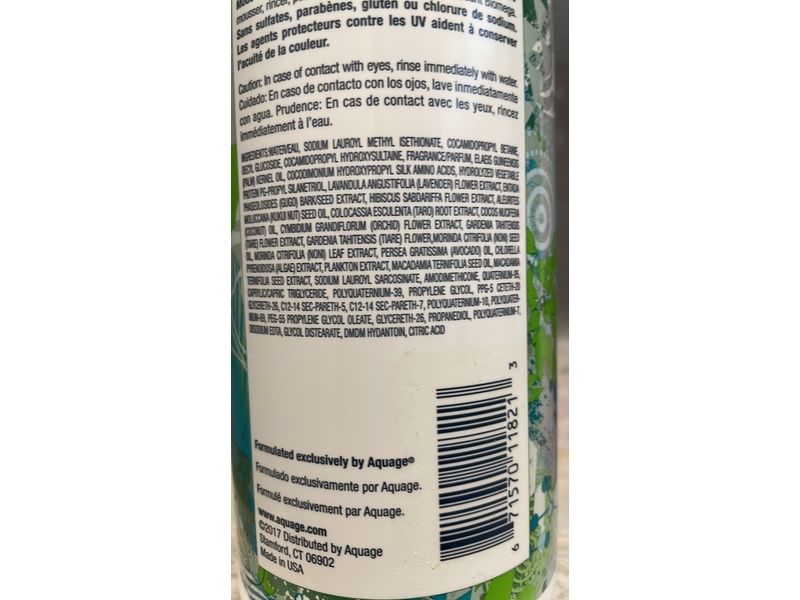 mousser, rincer,
Sans sulfates, parabènes, gluten ou chlorure de sodium.
Les agents protecteurs contre les UV aident à conserver
l'acuité de la couleur.
Caution: In case of contact with eyes, rinse immediately with water.
Cuidado: En caso de contacto con los ojos, lave inmediatamente
con agua. Prudence: En cas de contact avec les yeux, rincez
immédiatement à l'eau.
INGREDIENTS:WATER/EAU, SODIUM LAUROYL METHYL ISETHIONATE, COCAMIDOPROPYL BETAINE,
DECYL GLUCOSIDE, COCAMIDOPROPYL HYDROXYSULTAINE, FRAGRANCE/PARFUM, ELAEIS GUINEENSIS
(PALM) KERNEL OIL, COCODIMONIUM HYDROXYPROPYL SILK AMINO ACIDS, HYDROLYZED VEGETABLE
PROTEIN PG-PROPYL SILANETRIOL, LAVANDULA ANGUSTIFOLIA (LAVENDER) FLOWER EXTRACT, ENTADA
PHASEOLOSIDES (GUGO) BARK/SEED EXTRACT, HIBISCUS SABDARIFFA FLOWER EXTRACT, ALEURITES
MOLUCCANA (KUKUI NUT) SEED OIL, COLOCASSIA ESCULENTA (TARO) ROOT EXTRACT, COCOS NUCIFERA
(COCONUT) OIL, CYMBIDIUM GRANDIFLORUM (ORCHID) FLOWER EXTRACT, GARDENIA TAHITENSIS
(TIARE) FLOWER EXTRACT, GARDENIA TAHITENSIS (TIARE) FLOWER,MORINDA CITRIFOLIA (NONI) SEED
OIL, MORINDA CITRIFOLIA (NONI) LEAF EXTRACT, PERSEA GRATISSIMA (AVOCADO) OIL, CHLORELLA
PYRENOIDOSA (ALGAE) EXTRACT, PLANKTON EXTRACT, MACADAMIA TERNIFOLIA SEED OIL, MACADAMIA
TERNIFOLIA SEED EXTRACT, SODIUM LAUROYL SARCOSINATE, AMODIMETHICONE, QUATERNIUM-95,
CAPRYLIC/CAPRIC TRIGLYCERIDE, POLYQUATERNIUM-39, PROPYLENE GLYCOL, PPG-5 CETETH-20
GLYCERETH-26, C12-14 SEC-PARETH-5, C12-14 SEC-PARETH-7, POLYQUATERNIUM-10, POLYQUATER-
NIUM-69, PEG-55 PROPYLENE GLYCOL OLEATE, GLYCERETH-26, PROPANEDIOL, POLYQUATERNIUM-7,
DISODIUM EDTA, GLYCOL DISTEARATE, DMDM HYDANTOIN, CITRIC ACID
Formulated exclusively by Aquage®
Formulado exclusivamente por Aquage.
Formulé exclusivement par Aquage.
www.aquage.com
©2017 Distributed by Aquage
Stamford, CT 06902
Made in USA
6 71570 11821 3